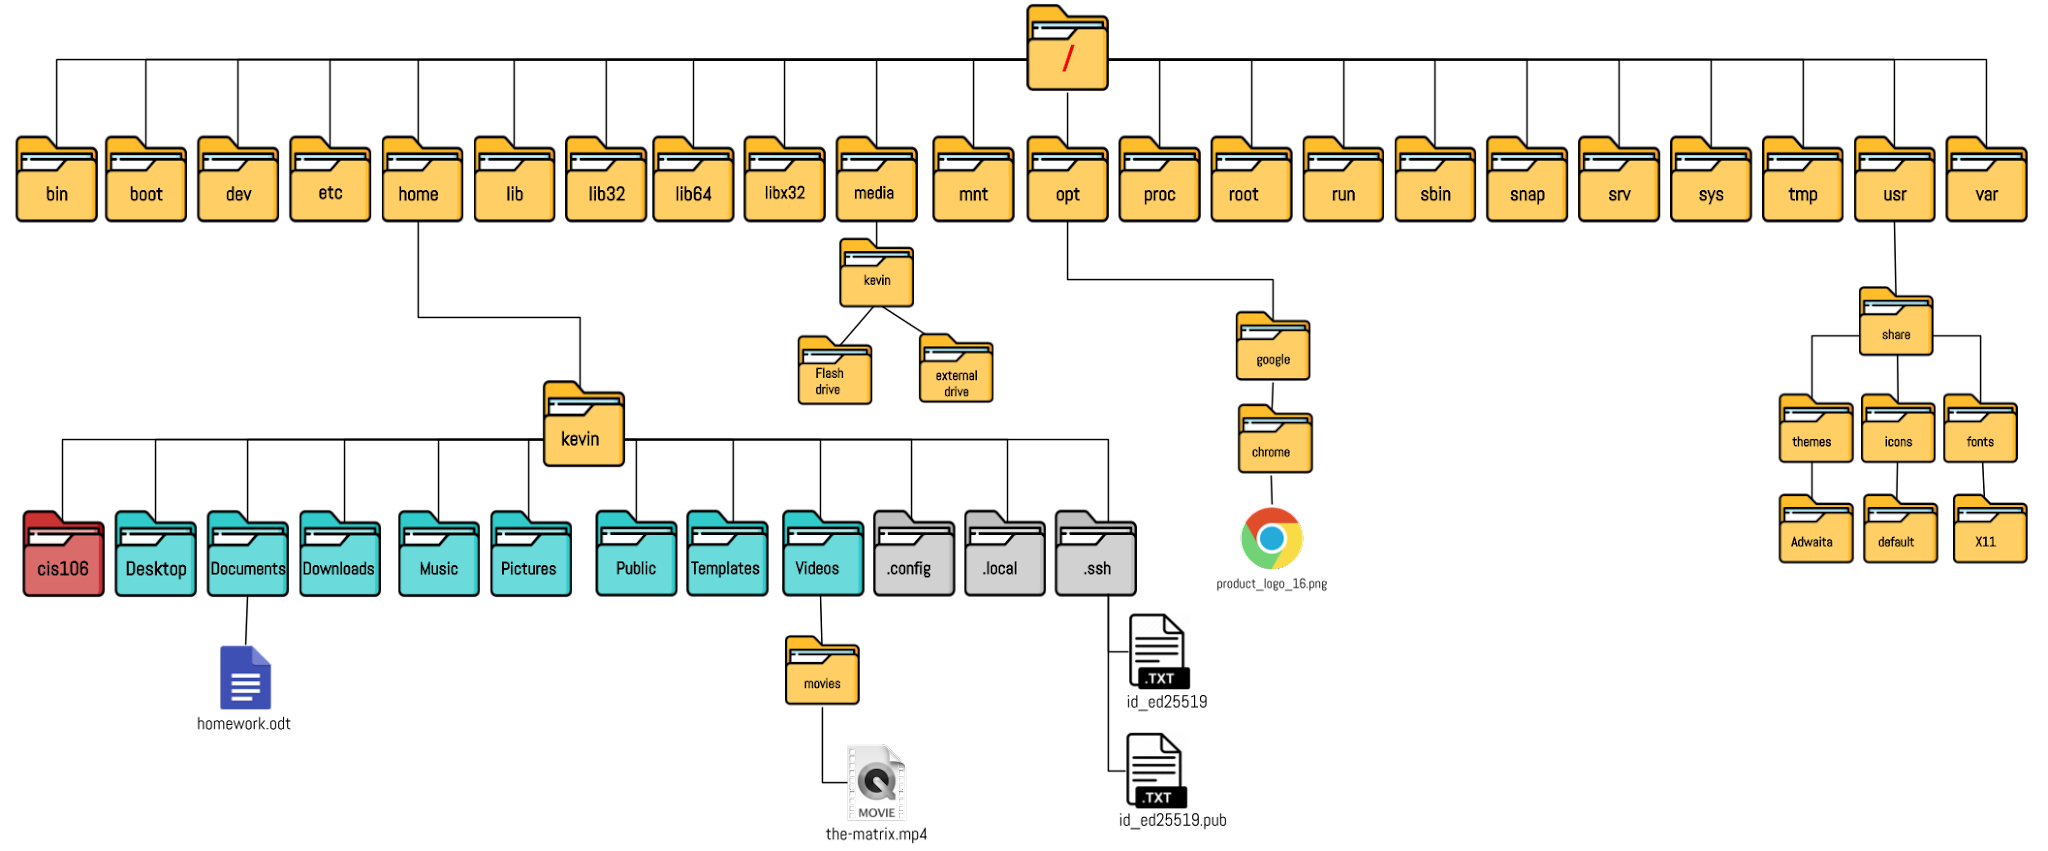 /
bin
boot
dev
etc
home
lib
lib32
lib64
libx32
media
mnt
opt
proc
root
run
sbin
snap
srv
sys
tmp
usr
var
kevin
Flash
drive
external
drive
google
chrome
product_logo_16.png
share
themes
icons
fonts
Adwaita
default
X11
kevin
cis106
Desktop
Documents
Downloads
Music
Pictures
Public
Templates
Videos
.config
.local
.ssh
homework.odt
movies
MOVIE
the-matrix.mp4
.TXT
id_ed25519
.TXT
id_ed25519.pub